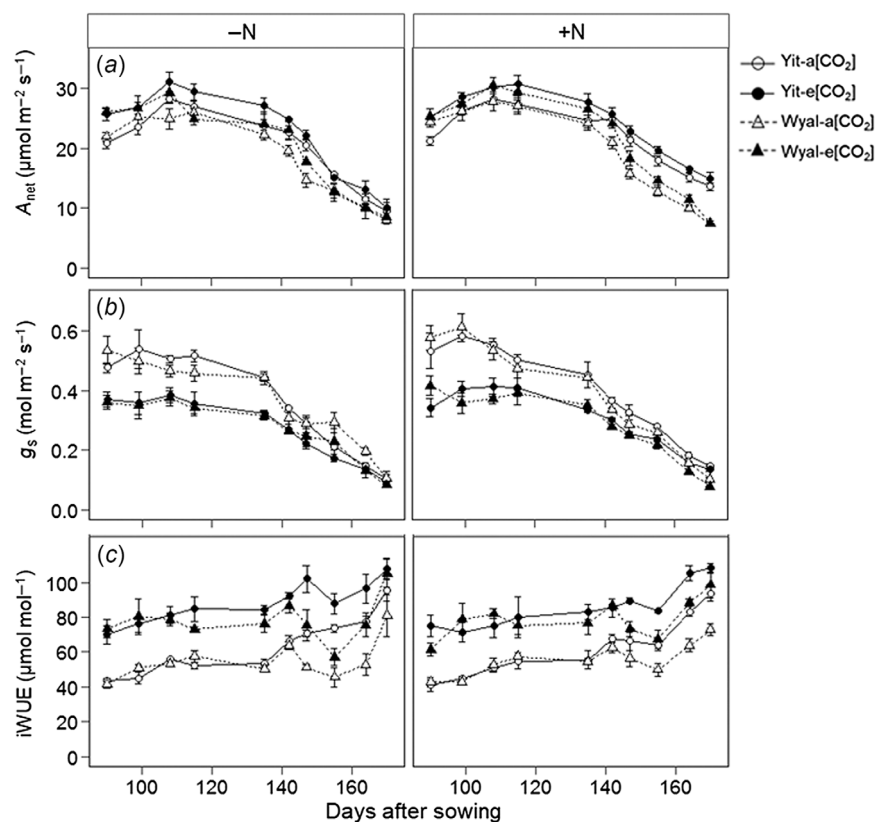 –N
+N
(a)
Yit-a[CO₂]
Yit-e[CO₂]
Wyal-a[CO₂]
Wyal-e[CO₂]
Anet (µmol m⁻² s⁻¹)
30
20
10
0
(b)
gs (mol m⁻² s⁻¹)
0.6
0.4
0.2
0.0
(c)
iWUE (µmol mol⁻¹)
100
80
60
40
20
0
100 120 140 160 100 120 140 160
Days after sowing